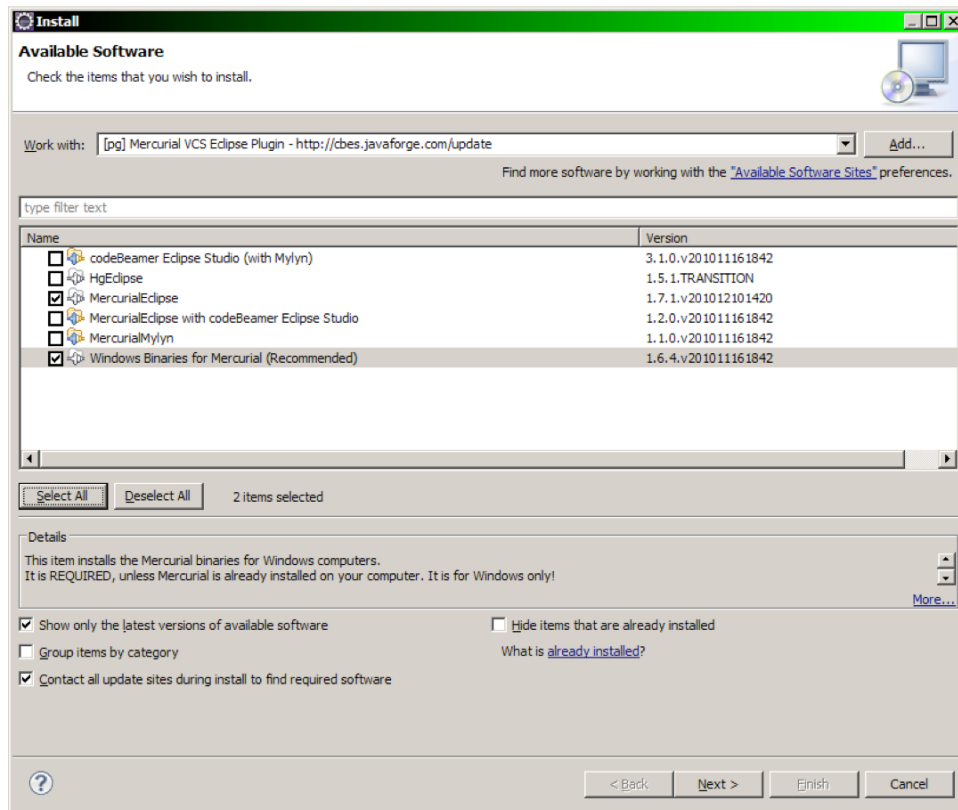 Install
Available Software
Check the items that you wish to install.
Work with: [pg] Mercurial VCS Eclipse Plugin - http://cbes.javaforge.com/update Add...
Find more software by working with the "Available Software Sites" preferences.
type filter text
Name Version
codeBeamer Eclipse Studio (with Mylyn) 3.1.0.v201011161842
HgEclipse 1.5.1.TRANSITION
MercurialEclipse 1.7.1.v201012101420
MercurialEclipse with codeBeamer Eclipse Studio 1.2.0.v201011161842
MercurialMylyn 1.1.0.v201011161842
Windows Binaries for Mercurial (Recommended) 1.6.4.v201011161842
Select All Deselect All 2 items selected
Details
This item installs the Mercurial binaries for Windows computers.
It is REQUIRED, unless Mercurial is already installed on your computer. It is for Windows only!
More...
Show only the latest versions of available software Hide items that are already installed
Group items by category What is already installed?
Contact all update sites during install to find required software
? < Back Next > Finish Cancel